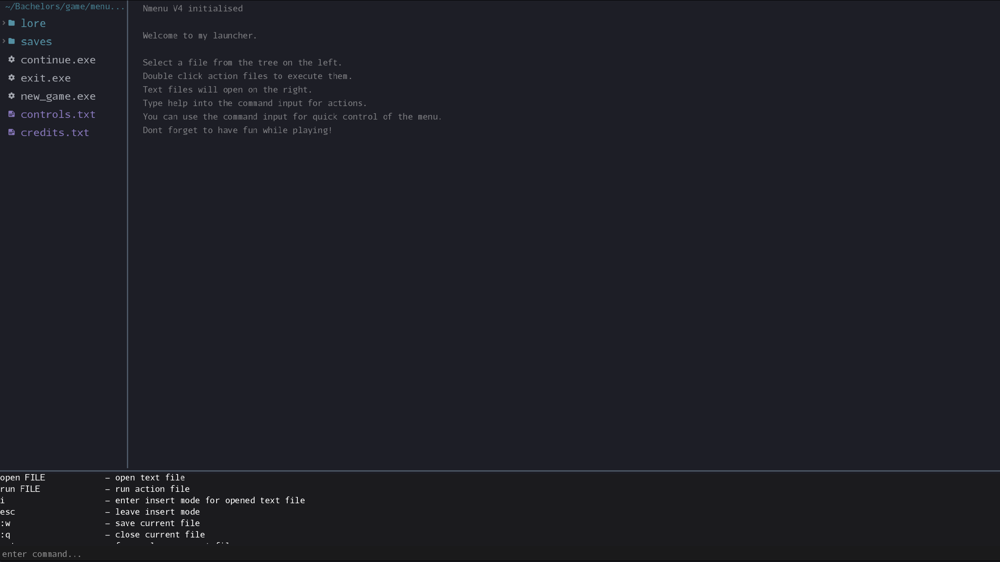 ~/Bachelors/game/menu...
lore
saves
continue.exe
exit.exe
new_game.exe
controls.txt
credits.txt
Nmenu V4 initialised
Welcome to my launcher.
Select a file from the tree on the left.
Double click action files to execute them.
Text files will open on the right.
Type help into the command input for actions.
You can use the command input for quick control of the menu.
Dont forget to have fun while playing!
open FILE – open text file
run FILE – run action file
i – enter insert mode for opened text file
esc – leave insert mode
:w – save current file
:q – close current file
enter command...